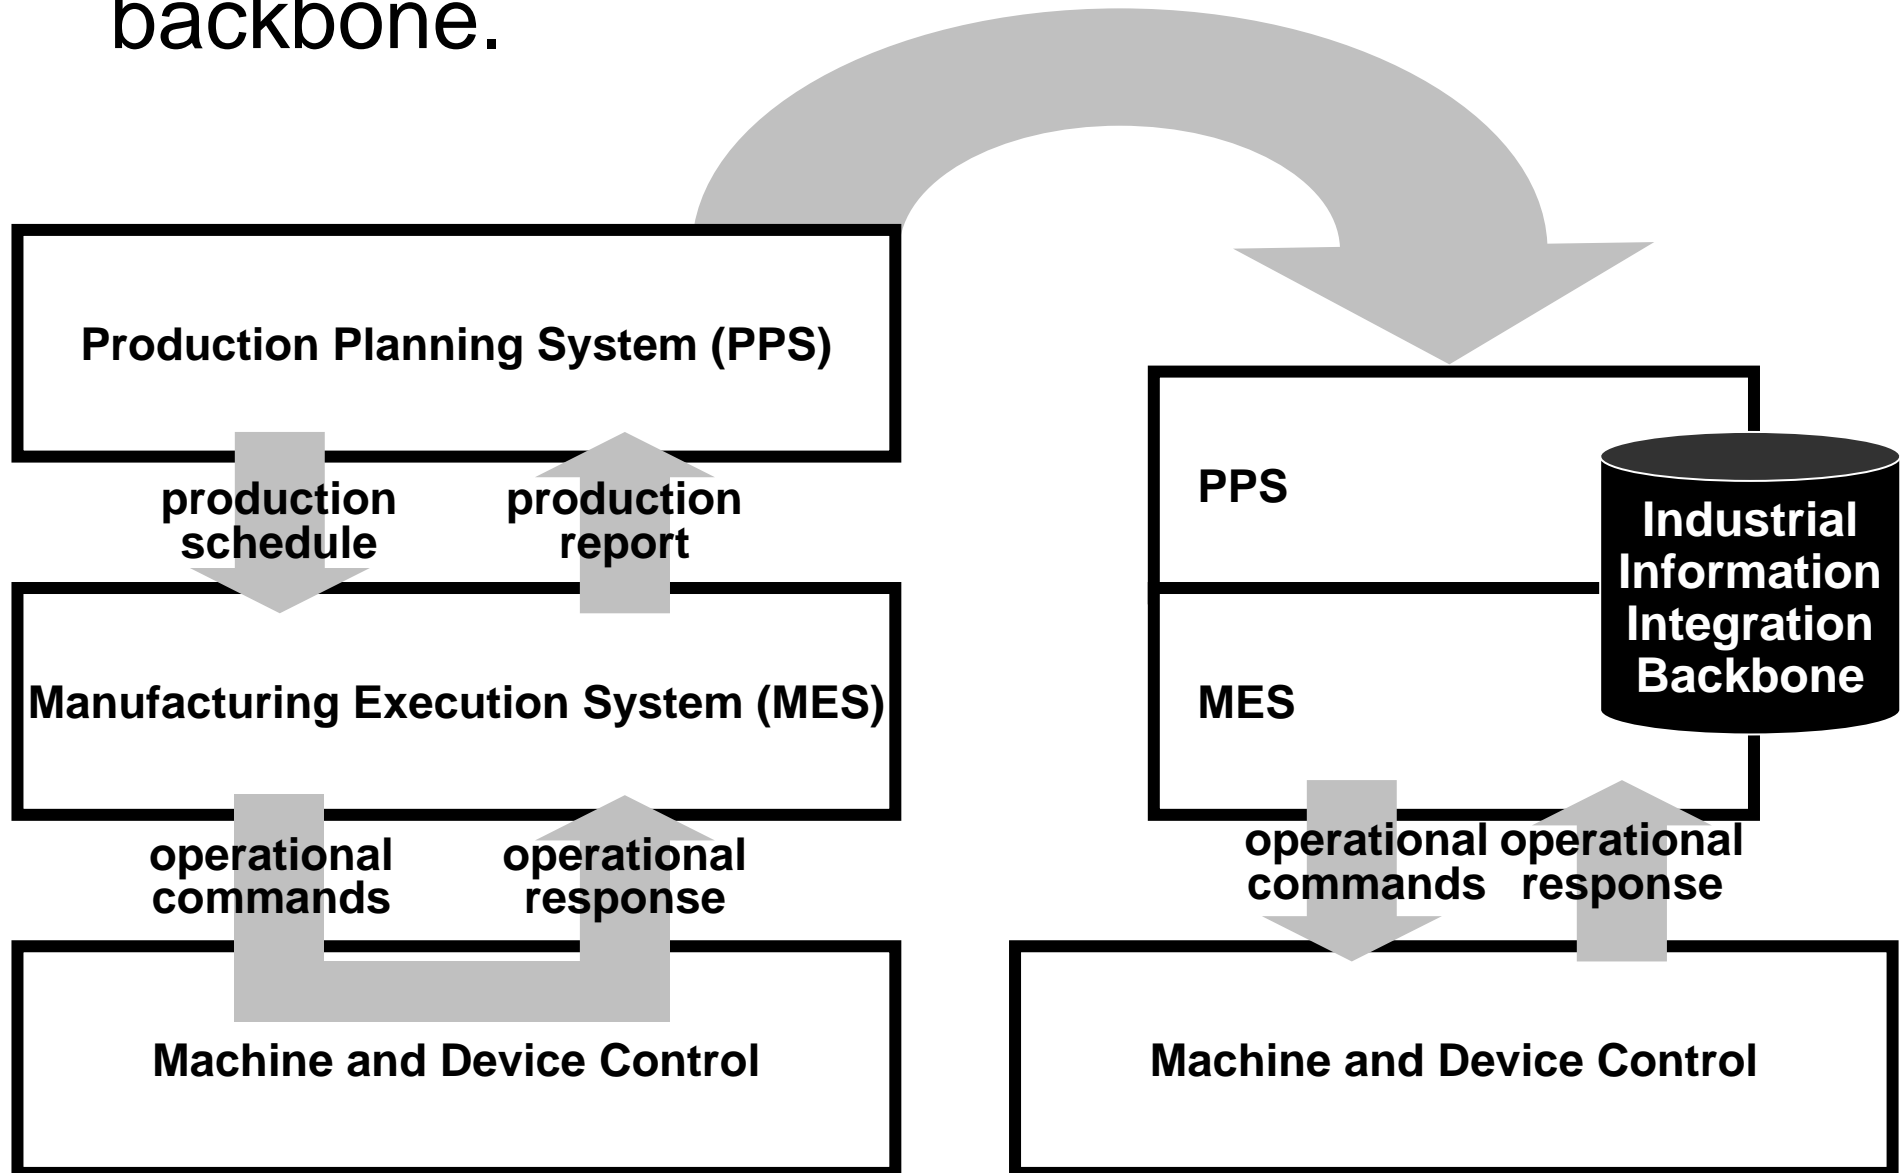 backbone.
Production Planning System (PPS)
production
schedule
production
report
Manufacturing Execution System (MES)
operational
commands
operational
response
Machine and Device Control
PPS
MES
Industrial
Information
Integration
Backbone
operational
commands
operational
response
Machine and Device Control